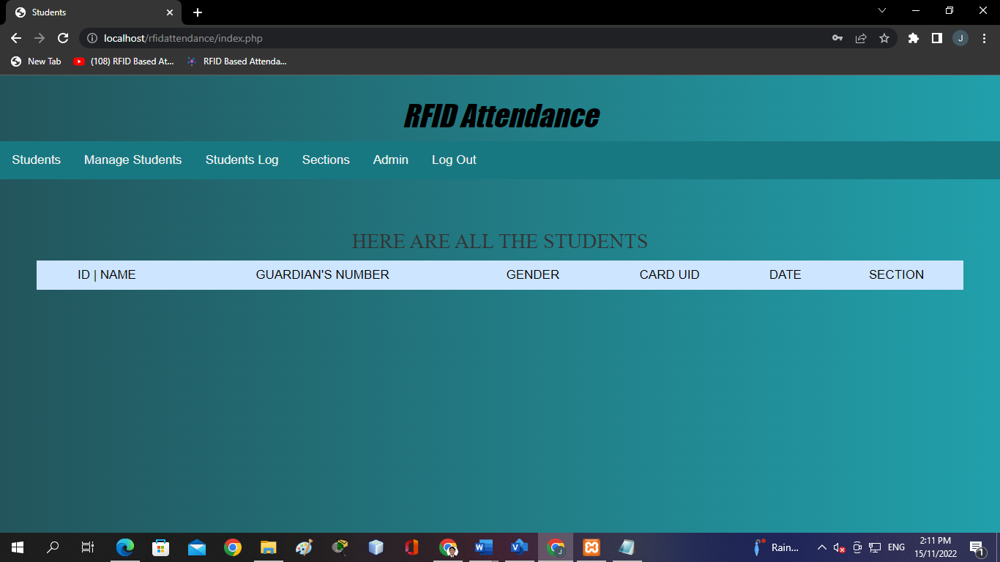 Students
localhost/rfidattendance/index.php
J
New Tab
(108) RFID Based At...
RFID Based Attenda...
RFID Attendance
Students
Manage Students
Students Log
Sections
Admin
Log Out
HERE ARE ALL THE STUDENTS
ID | NAME
GUARDIAN'S NUMBER
GENDER
CARD UID
DATE
SECTION
Rain...
ENG
2:11 PM
15/11/2022
1